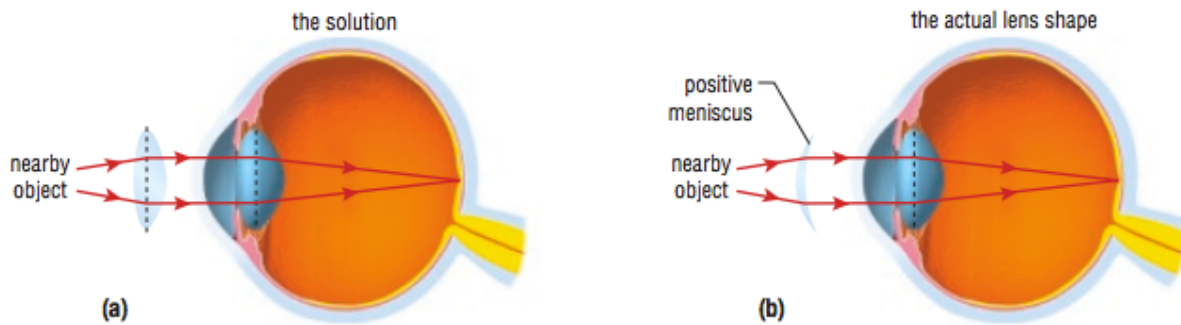 the solution
nearby
object
(a)
the actual lens shape
positive
meniscus
nearby
object
(b)